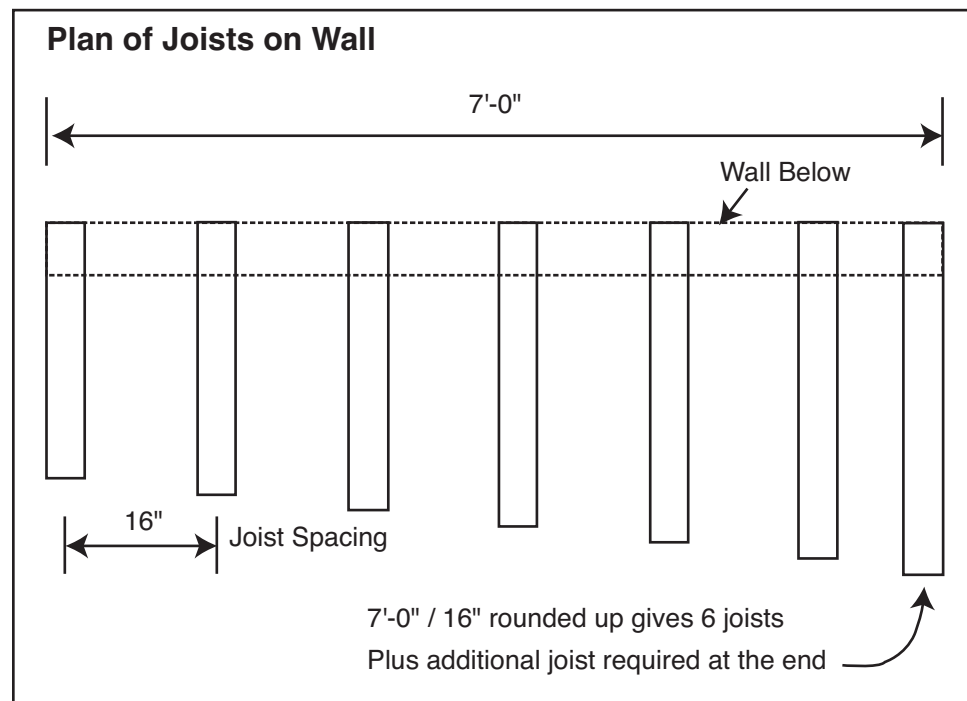 Plan of Joists on Wall
7'-0"
Wall Below
16"
Joist Spacing
7'-0" / 16" rounded up gives 6 joists
Plus additional joist required at the end